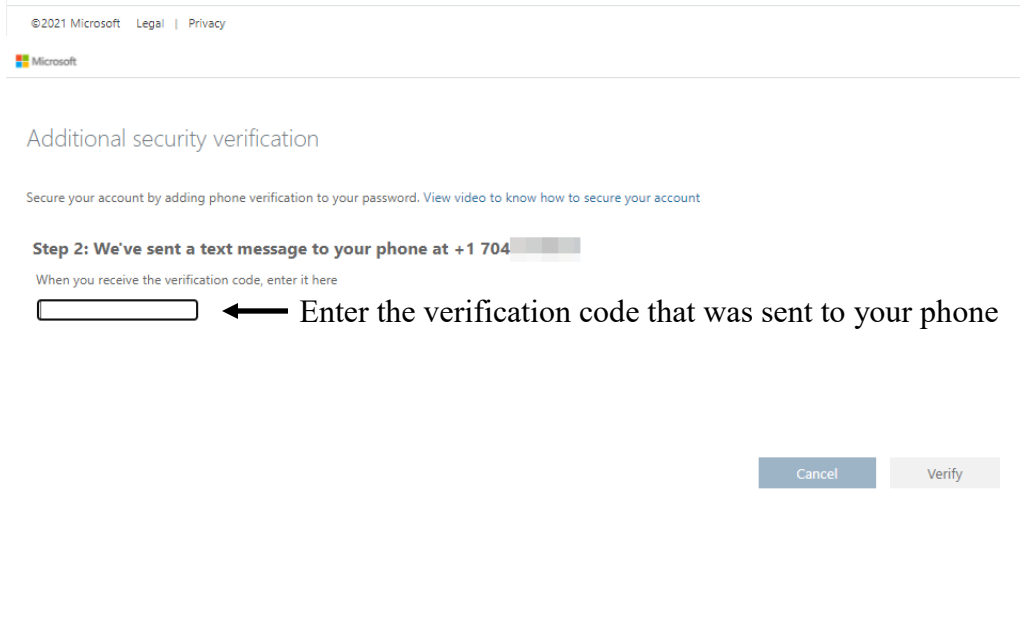 ©2021 Microsoft Legal | Privacy
Microsoft
Additional security verification
Secure your account by adding phone verification to your password. View video to know how to secure your account
Step 2: We've sent a text message to your phone at +1 704
When you receive the verification code, enter it here
Enter the verification code that was sent to your phone
Cancel Verify